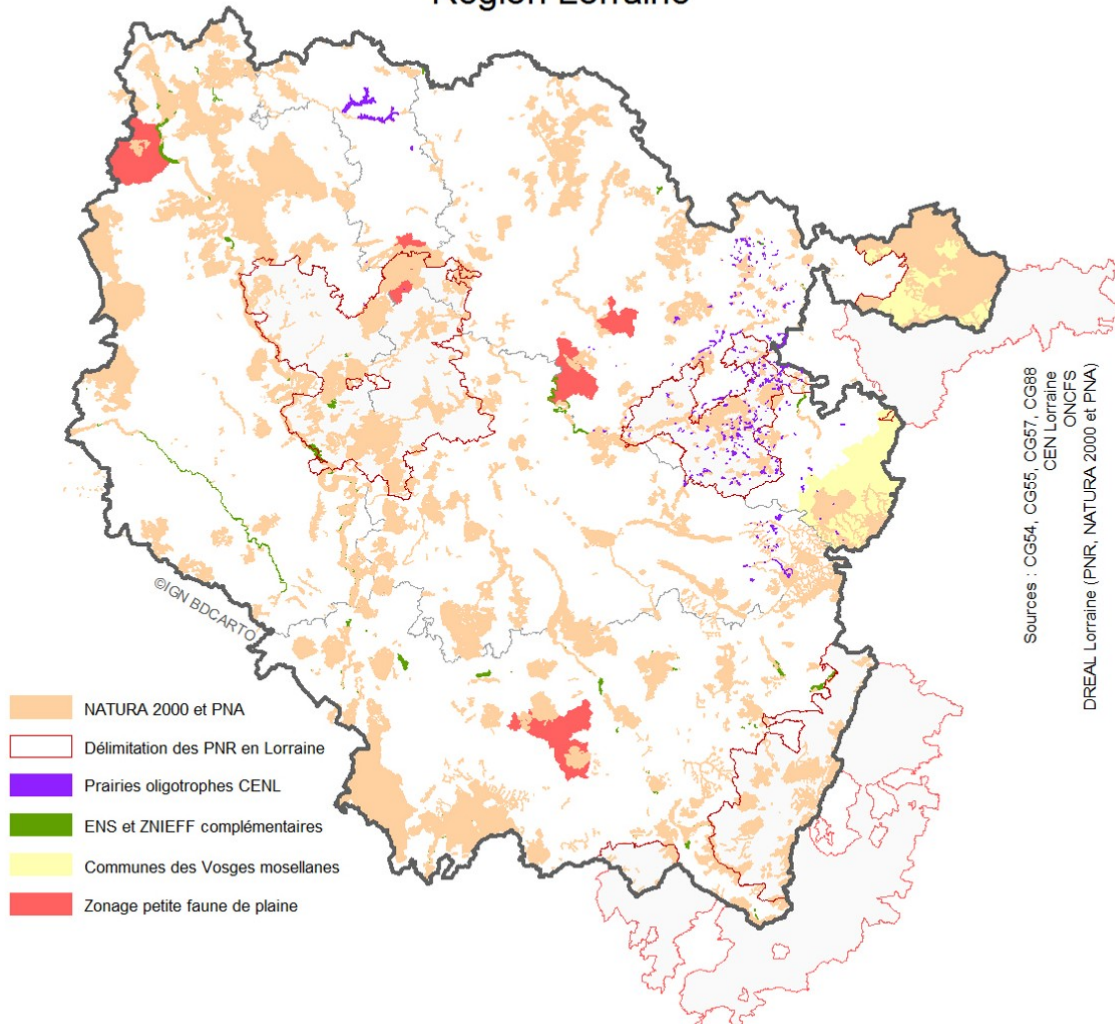 Région Lorraine
©IGN BDCARTO
NATURA 2000 et PNA
Délimitation des PNR en Lorraine
Prairies oligotrophes CENL
ENS et ZNIEFF complémentaires
Communes des Vosges mosellanes
Zonage petite faune de plaine
Sources : CG54, CG55, CG57, CG88
CEN Lorraine
ONCFS
DREAL Lorraine (PNR, NATURA 2000 et PNA)